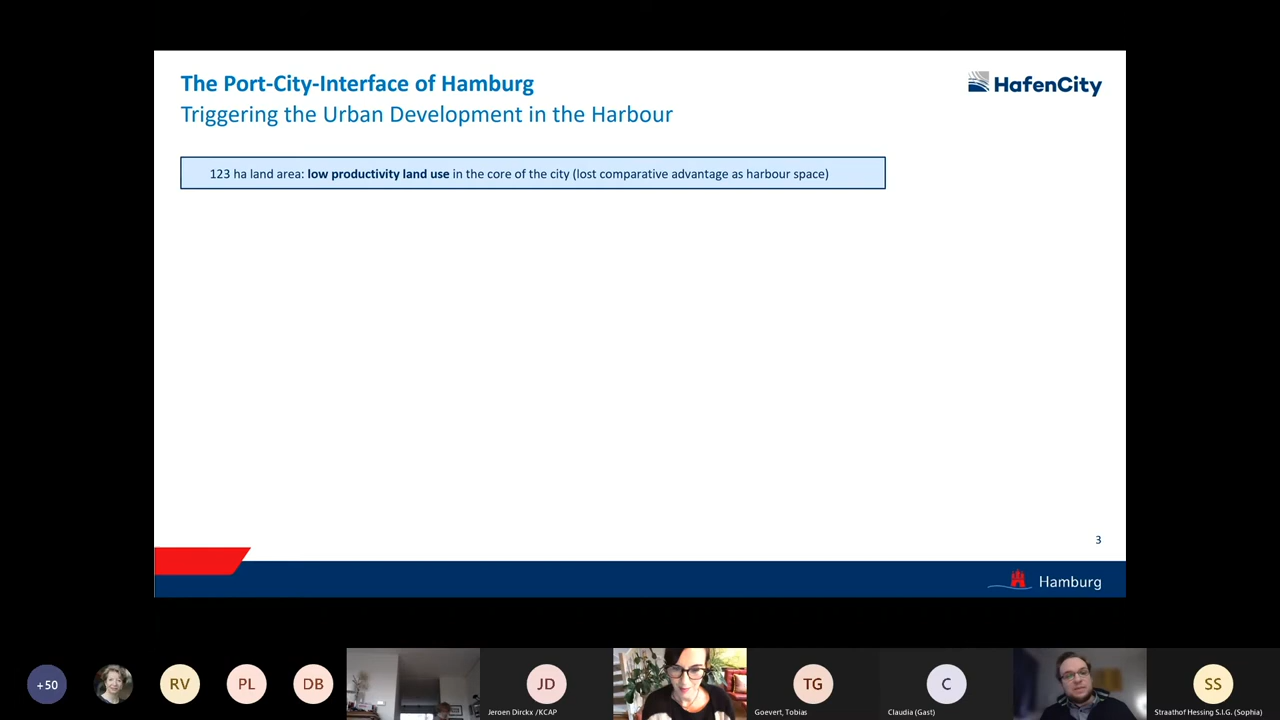 The Port-City-Interface of Hamburg
HafenCity
Triggering the Urban Development in the Harbour
123 ha land area: low productivity land use in the core of the city (lost comparative advantage as harbour space)
3
Hamburg
+50
RV
PL
DB
JD
Jeroen Dirckx /KCAP
TG
Goevert, Tobias
C
Claudia (Gast)
SS
Straathof Hessing S.I.G. (Sophia)